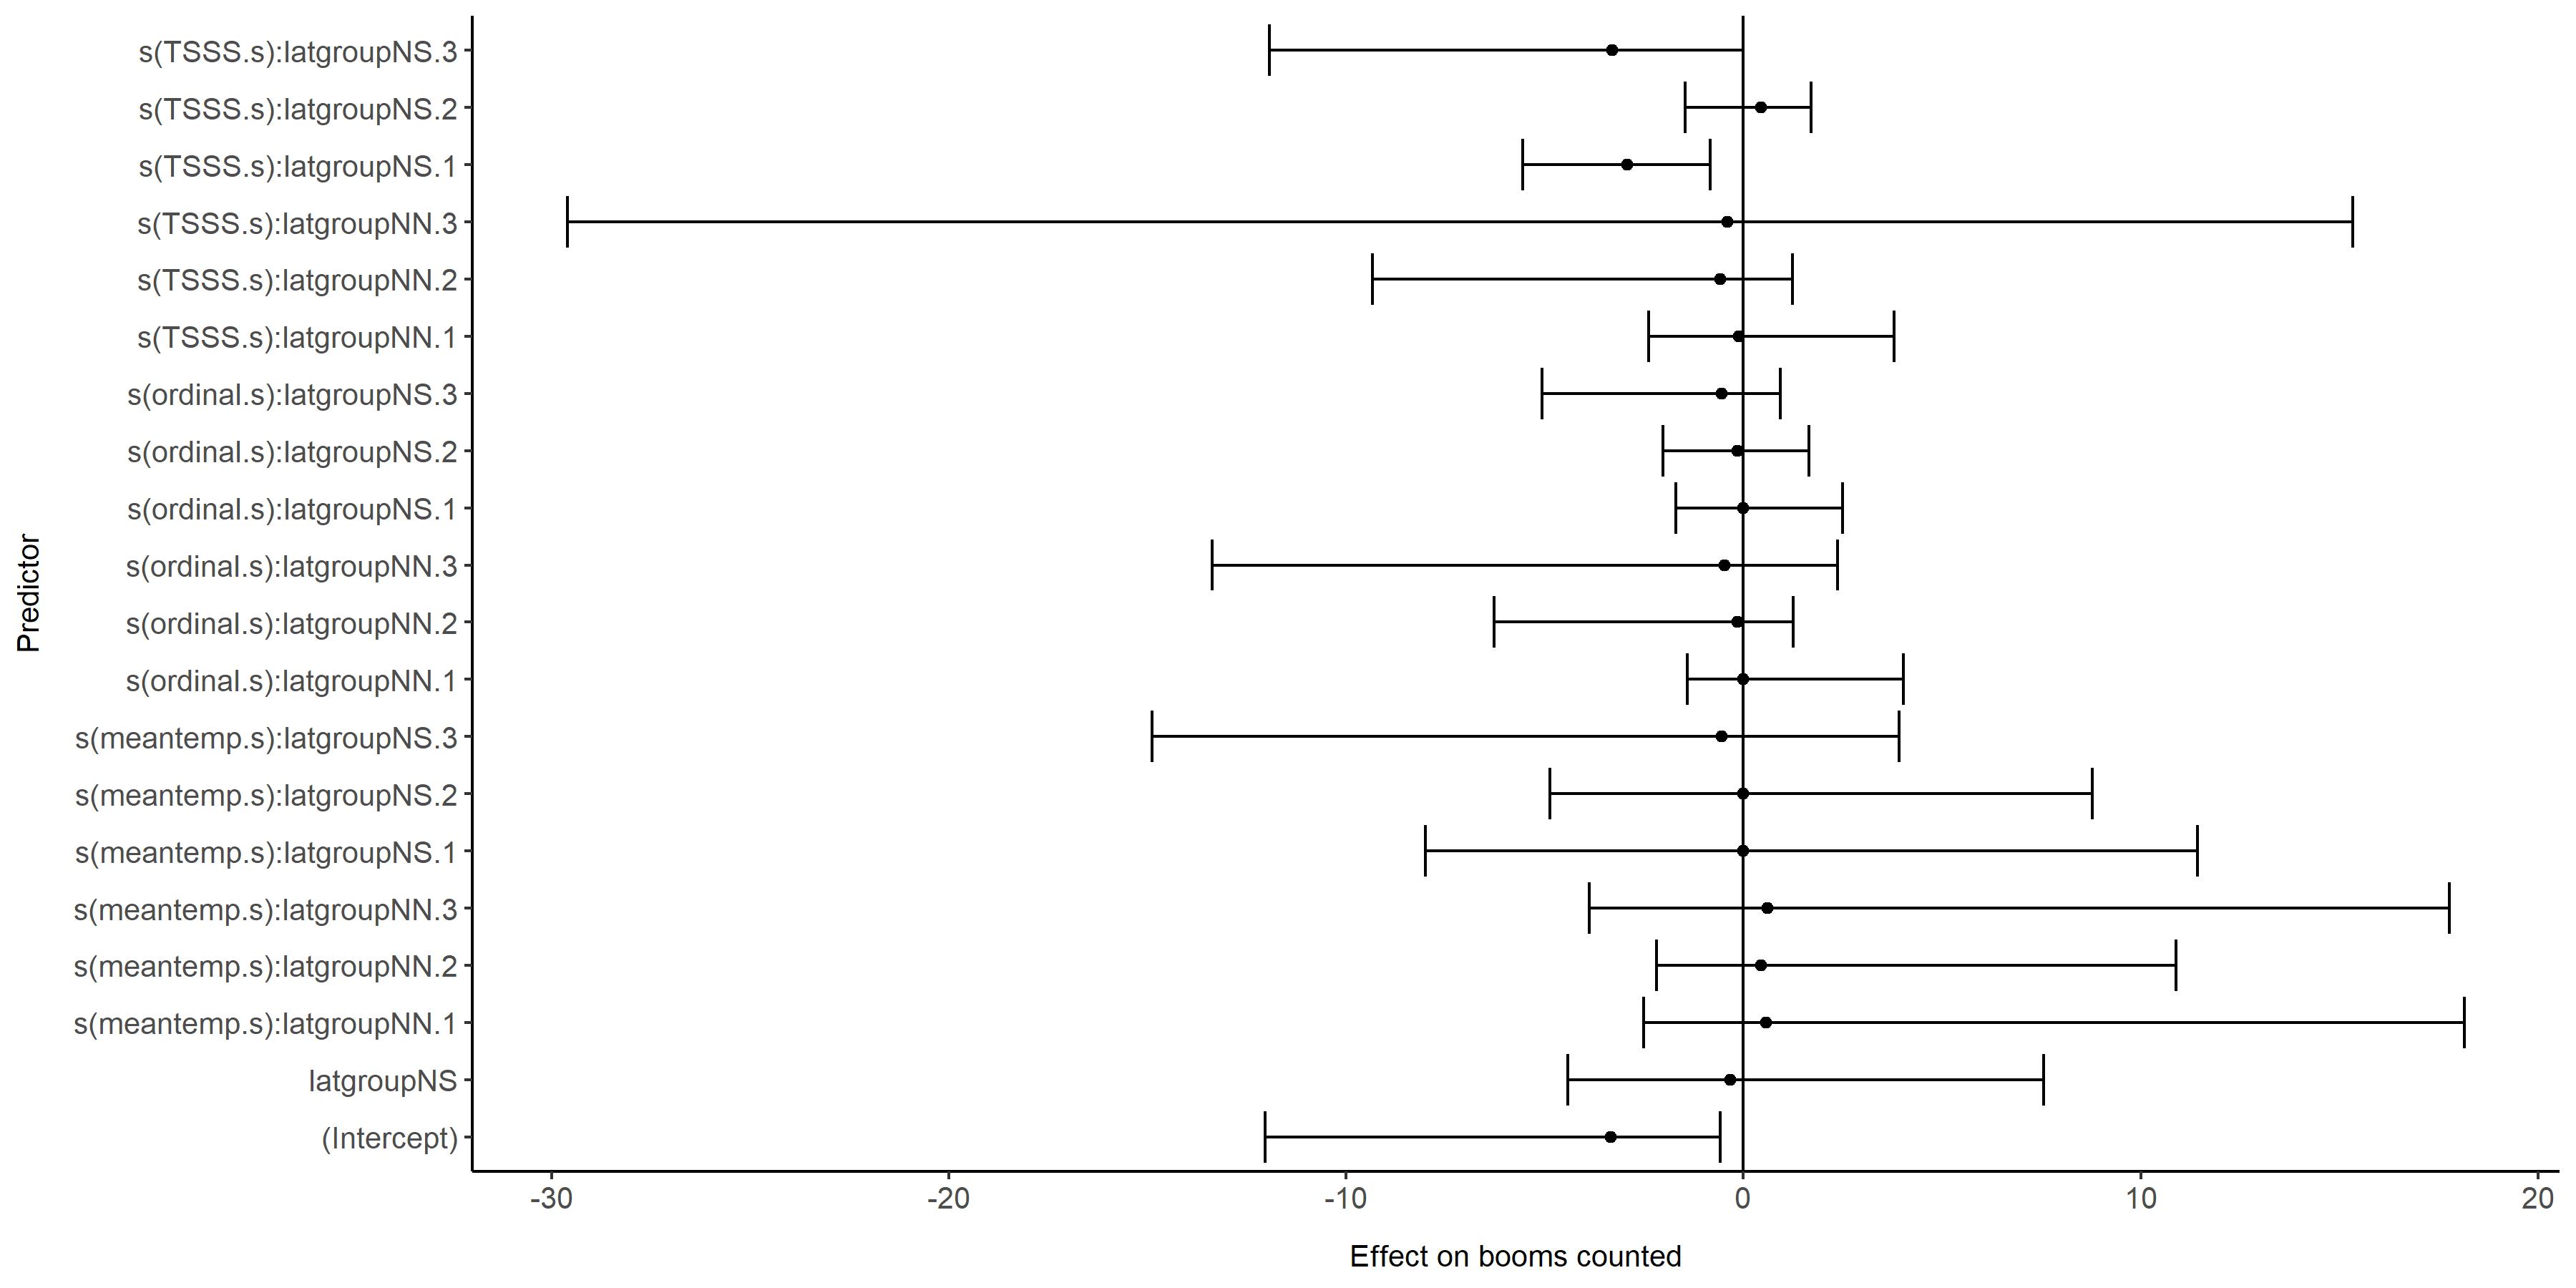 s(TSSS.s):latgroupNS.3
s(TSSS.s):latgroupNS.2
s(TSSS.s):latgroupNS.1
s(TSSS.s):latgroupNN.3
s(TSSS.s):latgroupNN.2
s(TSSS.s):latgroupNN.1
s(ordinal.s):latgroupNS.3
s(ordinal.s):latgroupNS.2
s(ordinal.s):latgroupNS.1
s(ordinal.s):latgroupNN.3
s(ordinal.s):latgroupNN.2
s(ordinal.s):latgroupNN.1
s(meantemp.s):latgroupNS.3
s(meantemp.s):latgroupNS.2
s(meantemp.s):latgroupNS.1
s(meantemp.s):latgroupNN.3
s(meantemp.s):latgroupNN.2
s(meantemp.s):latgroupNN.1
latgroupNS
(Intercept)
Predictor
-30 -20 -10 0 10 20
Effect on booms counted